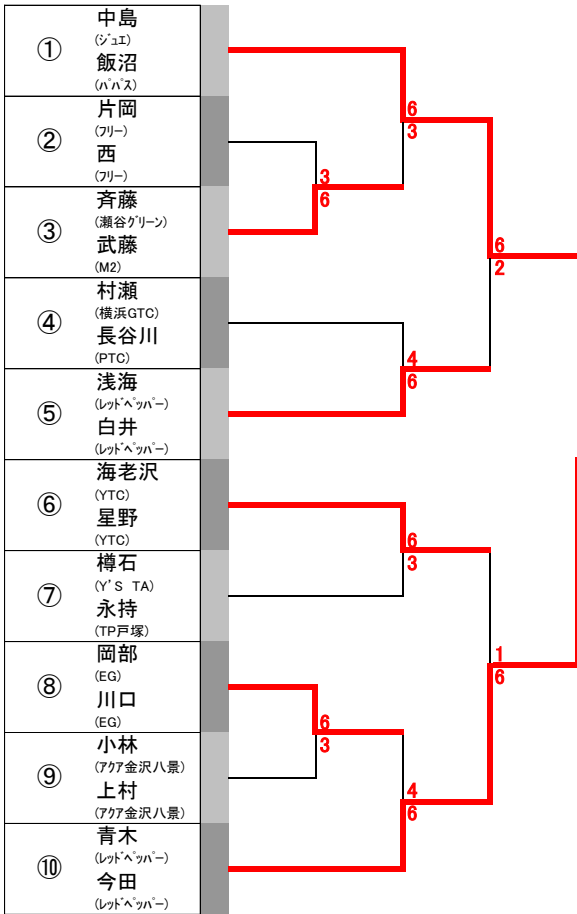 ①
中島
(ｼﾞｭｴ)
飯沼
(ﾊﾟﾊﾟｽ)
②
片岡
(ﾌﾘｰ)
西
(ﾌﾘｰ)
③
斉藤
(瀬谷ｸﾞﾘｰﾝ)
武藤
(M2)
④
村瀬
(横浜GTC)
長谷川
(PTC)
⑤
浅海
(ﾚｯﾄﾞﾍﾟｯﾊﾟｰ)
白井
(ﾚｯﾄﾞﾍﾟｯﾊﾟｰ)
⑥
海老沢
(YTC)
星野
(YTC)
⑦
樽石
(Y'S TA)
永持
(TP戸塚)
⑧
岡部
(EG)
川口
(EG)
⑨
小林
(ｱｸｱ金沢八景)
上村
(ｱｸｱ金沢八景)
⑩
青木
(ﾚｯﾄﾞﾍﾟｯﾊﾟｰ)
今田
(ﾚｯﾄﾞﾍﾟｯﾊﾟｰ)
3
6
6
3
6
3
4
6
6
3
4
6
6
2
1
6